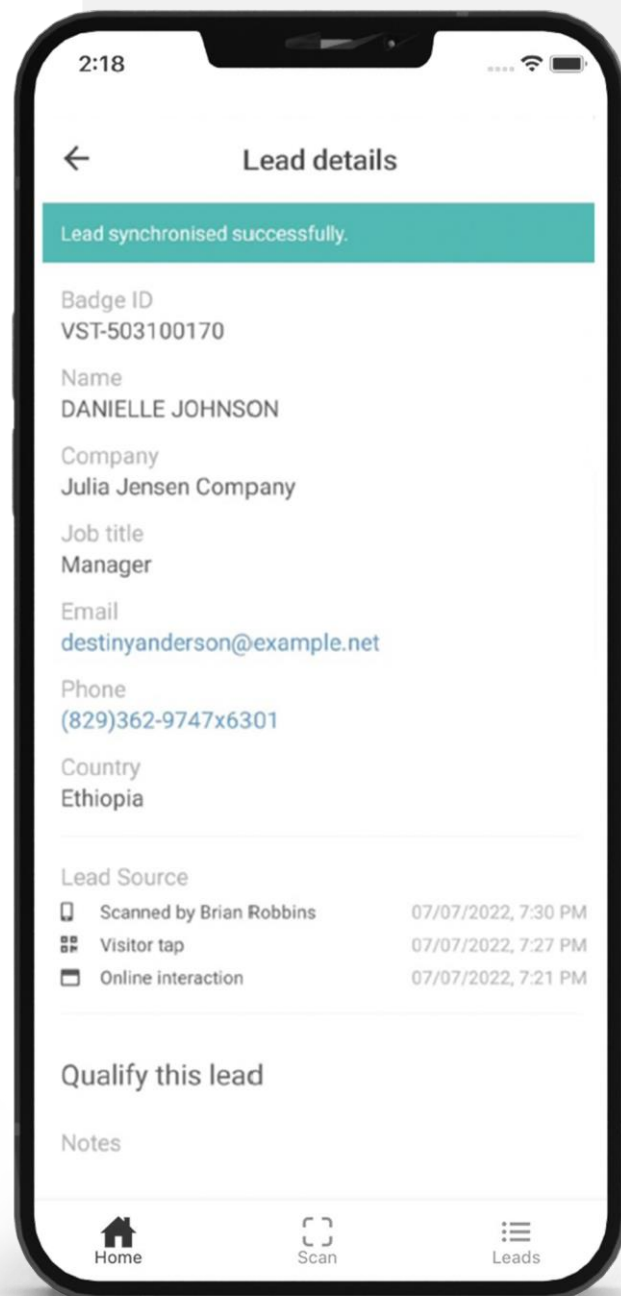 2:18
Lead details
Lead synchronised successfully.
Badge ID
VST-503100170
Name
DANIELLE JOHNSON
Company
Julia Jensen Company
Job title
Manager
Email
destinyanderson@example.net
Phone
(829)362-9747x6301
Country
Ethiopia
Lead Source
Scanned by Brian Robbins 07/07/2022, 7:30 PM
Visitor tap 07/07/2022, 7:27 PM
Online interaction 07/07/2022, 7:21 PM
Qualify this lead
Notes
Home Scan Leads